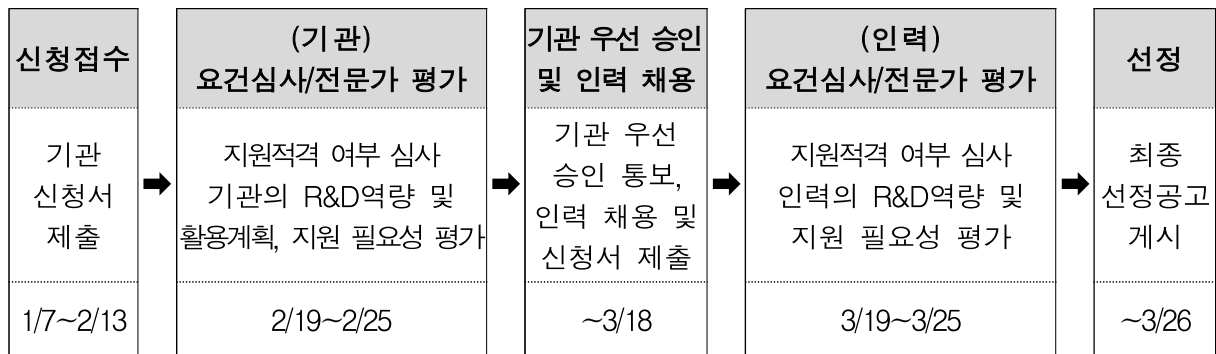 신청접수
기관
신청서
제출
1/7~2/13
(기관)
요건심사/전문가 평가
지원적격 여부 심사
기관의 R&D역량 및
활용계획, 지원 필요성 평가
2/19~2/25
기관 우선 승인
및 인력 채용
기관 우선
승인 통보,
인력 채용 및
신청서 제출
~3/18
(인력)
요건심사/전문가 평가
지원적격 여부 심사
인력의 R&D역량 및
지원 필요성 평가
3/19~3/25
선정
최종
선정공고
게시
~3/26